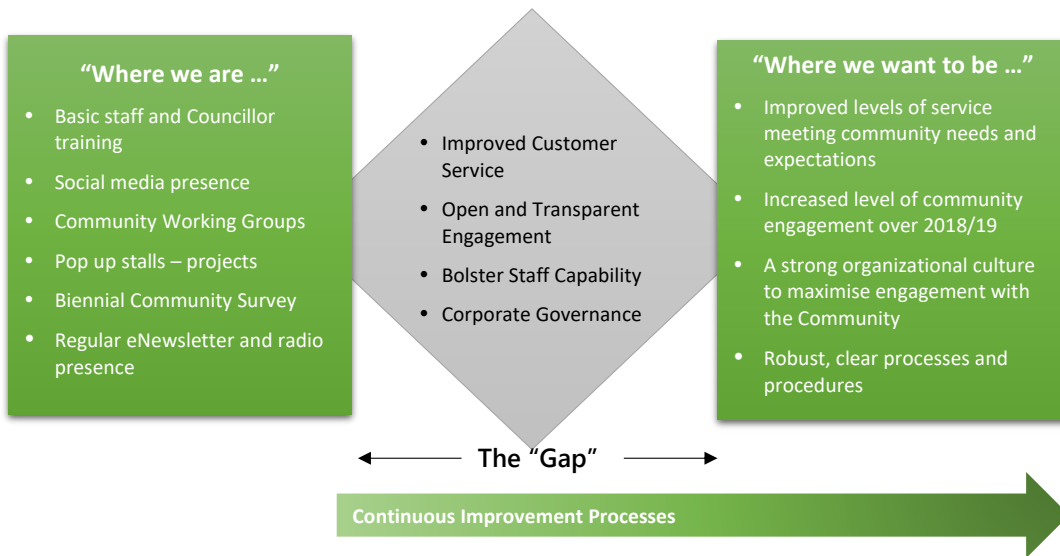 “Where we are …”
• Basic staff and Councillor
training
• Social media presence
• Community Working Groups
• Pop up stalls – projects
• Biennial Community Survey
• Regular eNewsletter and radio
presence
• Improved Customer
Service
• Open and Transparent
Engagement
• Bolster Staff Capability
• Corporate Governance
“Where we want to be …”
• Improved levels of service
meeting community needs and
expectations
• Increased level of community
engagement over 2018/19
• A strong organizational culture
to maximise engagement with
the Community
• Robust, clear processes and
procedures
The “Gap”
Continuous Improvement Processes